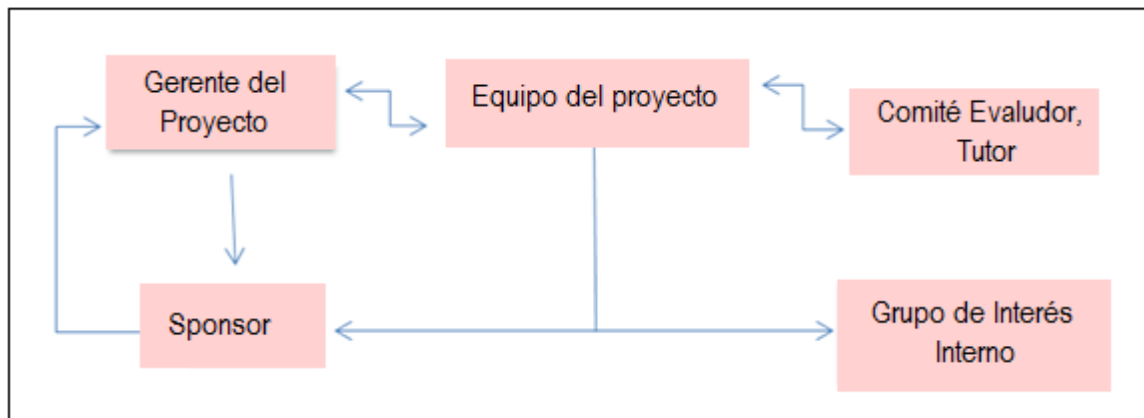 Gerente del
Proyecto
Equipo del proyecto
Comité Evaludor,
Tutor
Sponsor
Grupo de Interés
Interno